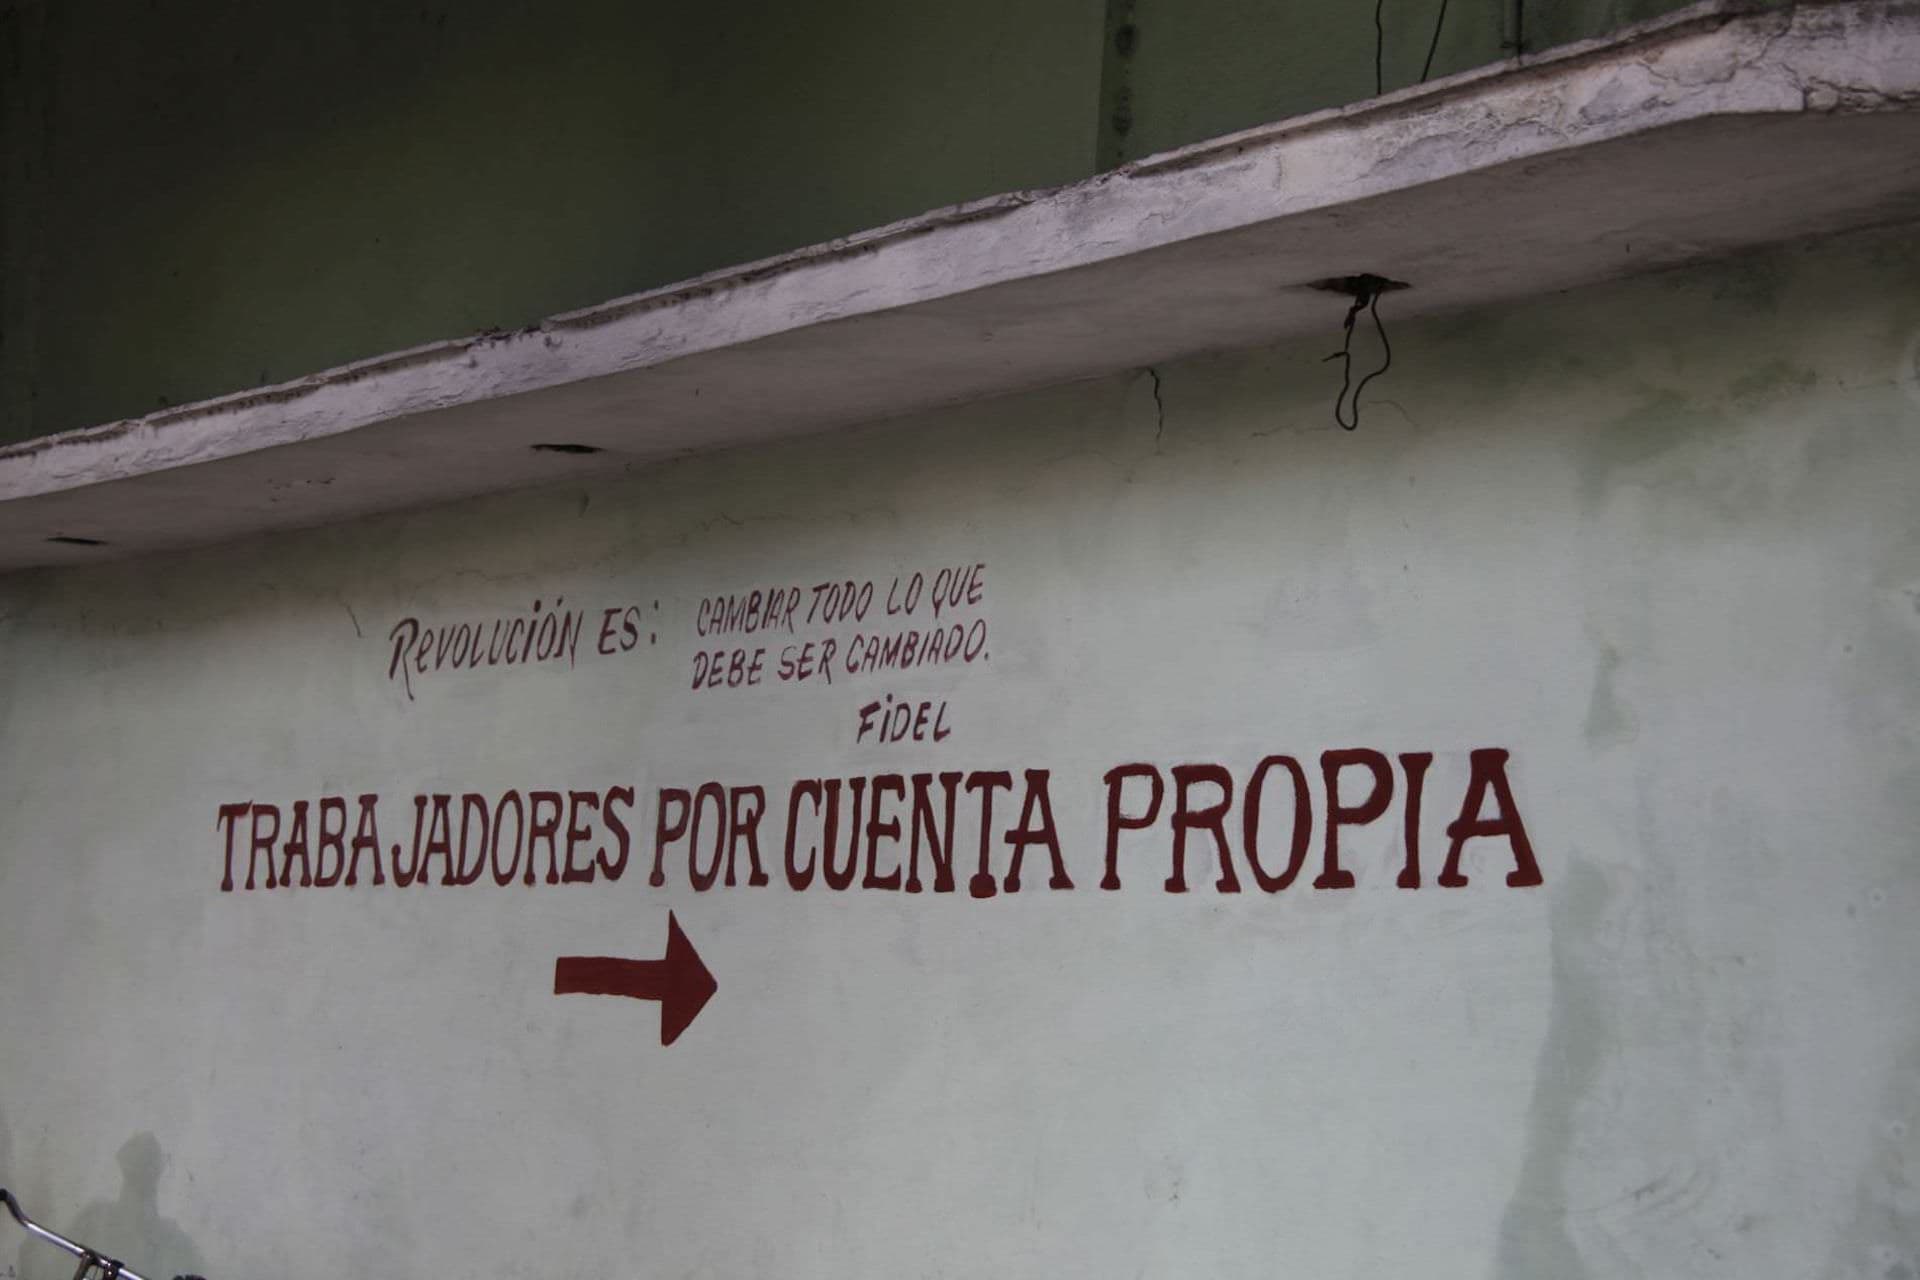 REVOLUCIÓN ES: CAMBIAR TODO LO QUE
DEBE SER CAMBIADO.
FIDEL
TRABAJADORES POR CUENTA PROPIA